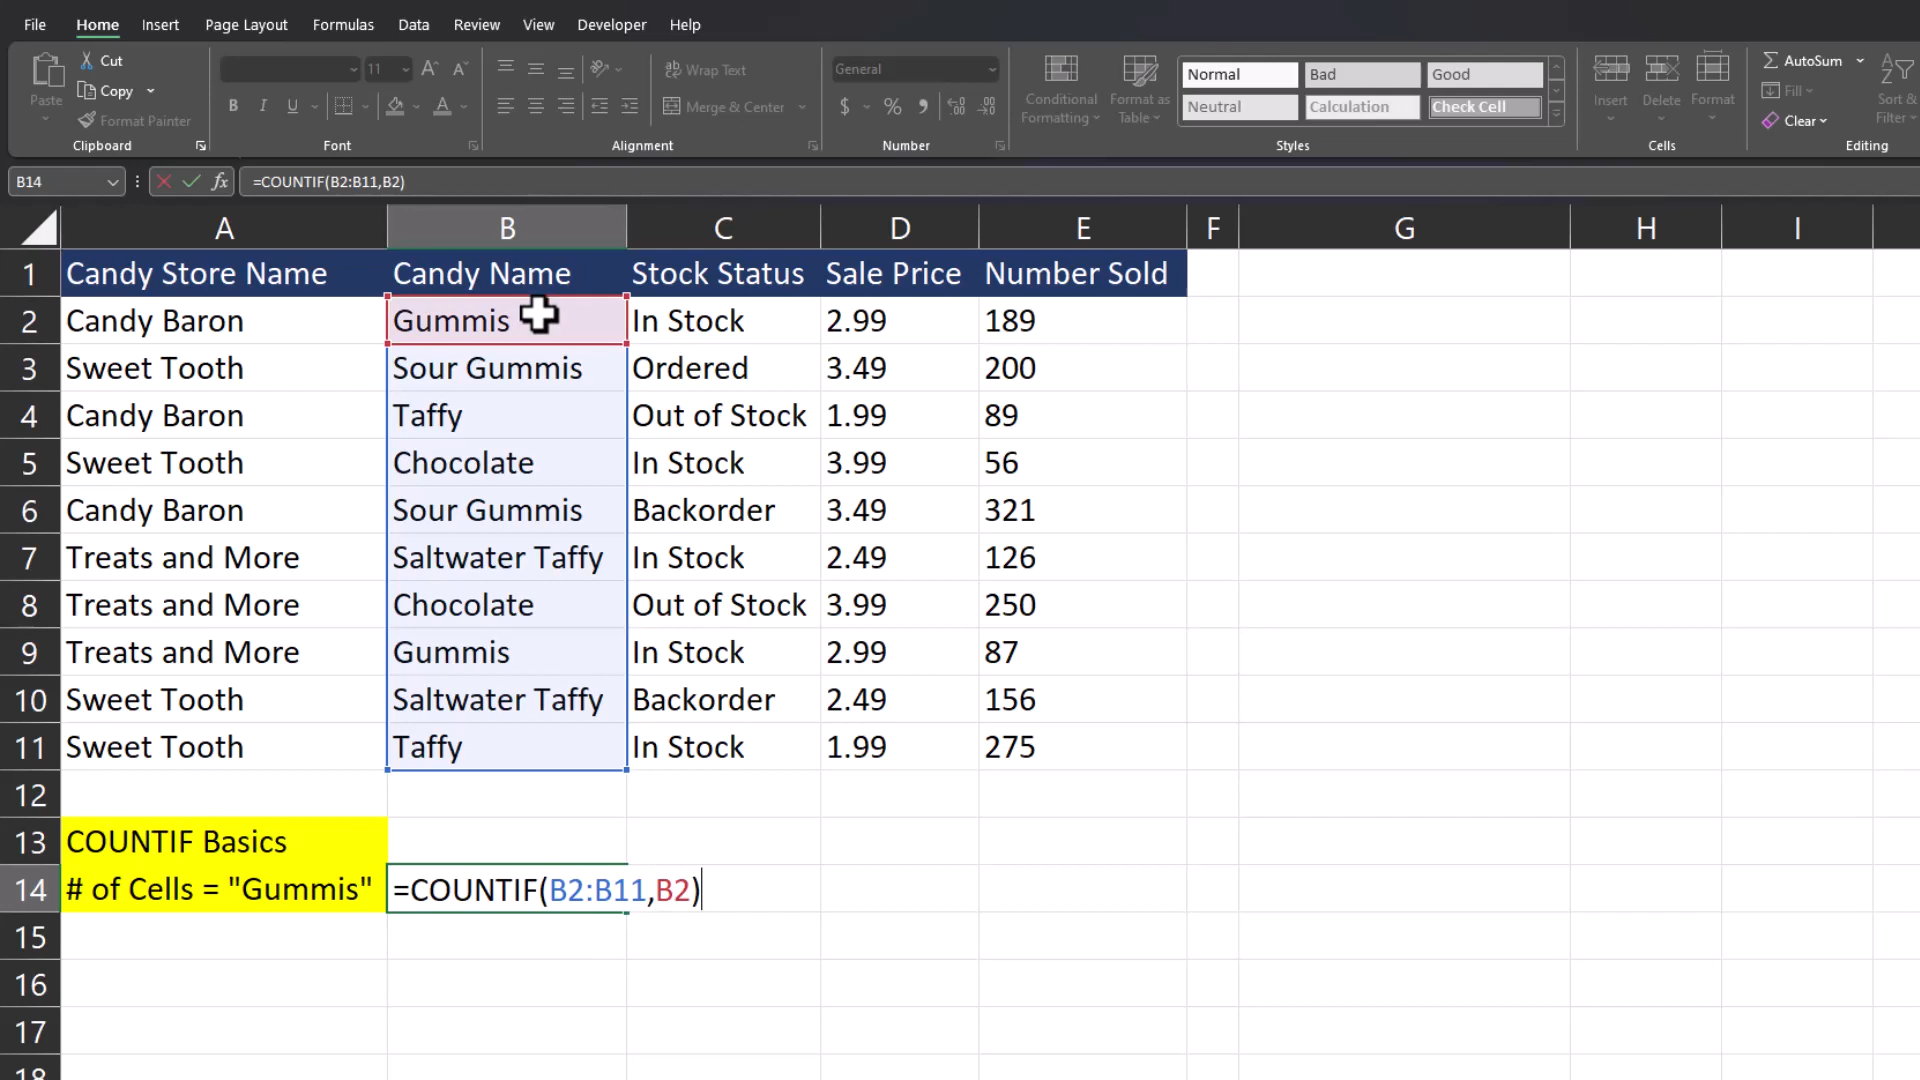 File Home Insert Page Layout Formulas Data Review View Developer Help
Paste
Cut
Copy
Format Painter
Clipboard
11 A A
B I U A
Font
ab Wrap Text
Merge & Center
Alignment
General
$ % 9
Number
Conditional Formatting
Format as Table
Normal Bad Good
Neutral Calculation Check Cell
Styles
Insert Delete Format
Cells
AutoSum
Fill
Clear
Sort & Filter
Editing
B14 fx =COUNTIF(B2:B11,B2)
A B C D E F G H I
1 Candy Store Name Candy Name Stock Status Sale Price Number Sold
2 Candy Baron Gummis In Stock 2.99 189
3 Sweet Tooth Sour Gummis Ordered 3.49 200
4 Candy Baron Taffy Out of Stock 1.99 89
5 Sweet Tooth Chocolate In Stock 3.99 56
6 Candy Baron Sour Gummis Backorder 3.49 321
7 Treats and More Saltwater Taffy In Stock 2.49 126
8 Treats and More Chocolate Out of Stock 3.99 250
9 Treats and More Gummis In Stock 2.99 87
10 Sweet Tooth Saltwater Taffy Backorder 2.49 156
11 Sweet Tooth Taffy In Stock 1.99 275
12
13 COUNTIF Basics
14 # of Cells = "Gummis" =COUNTIF(B2:B11,B2)
15
16
17
18